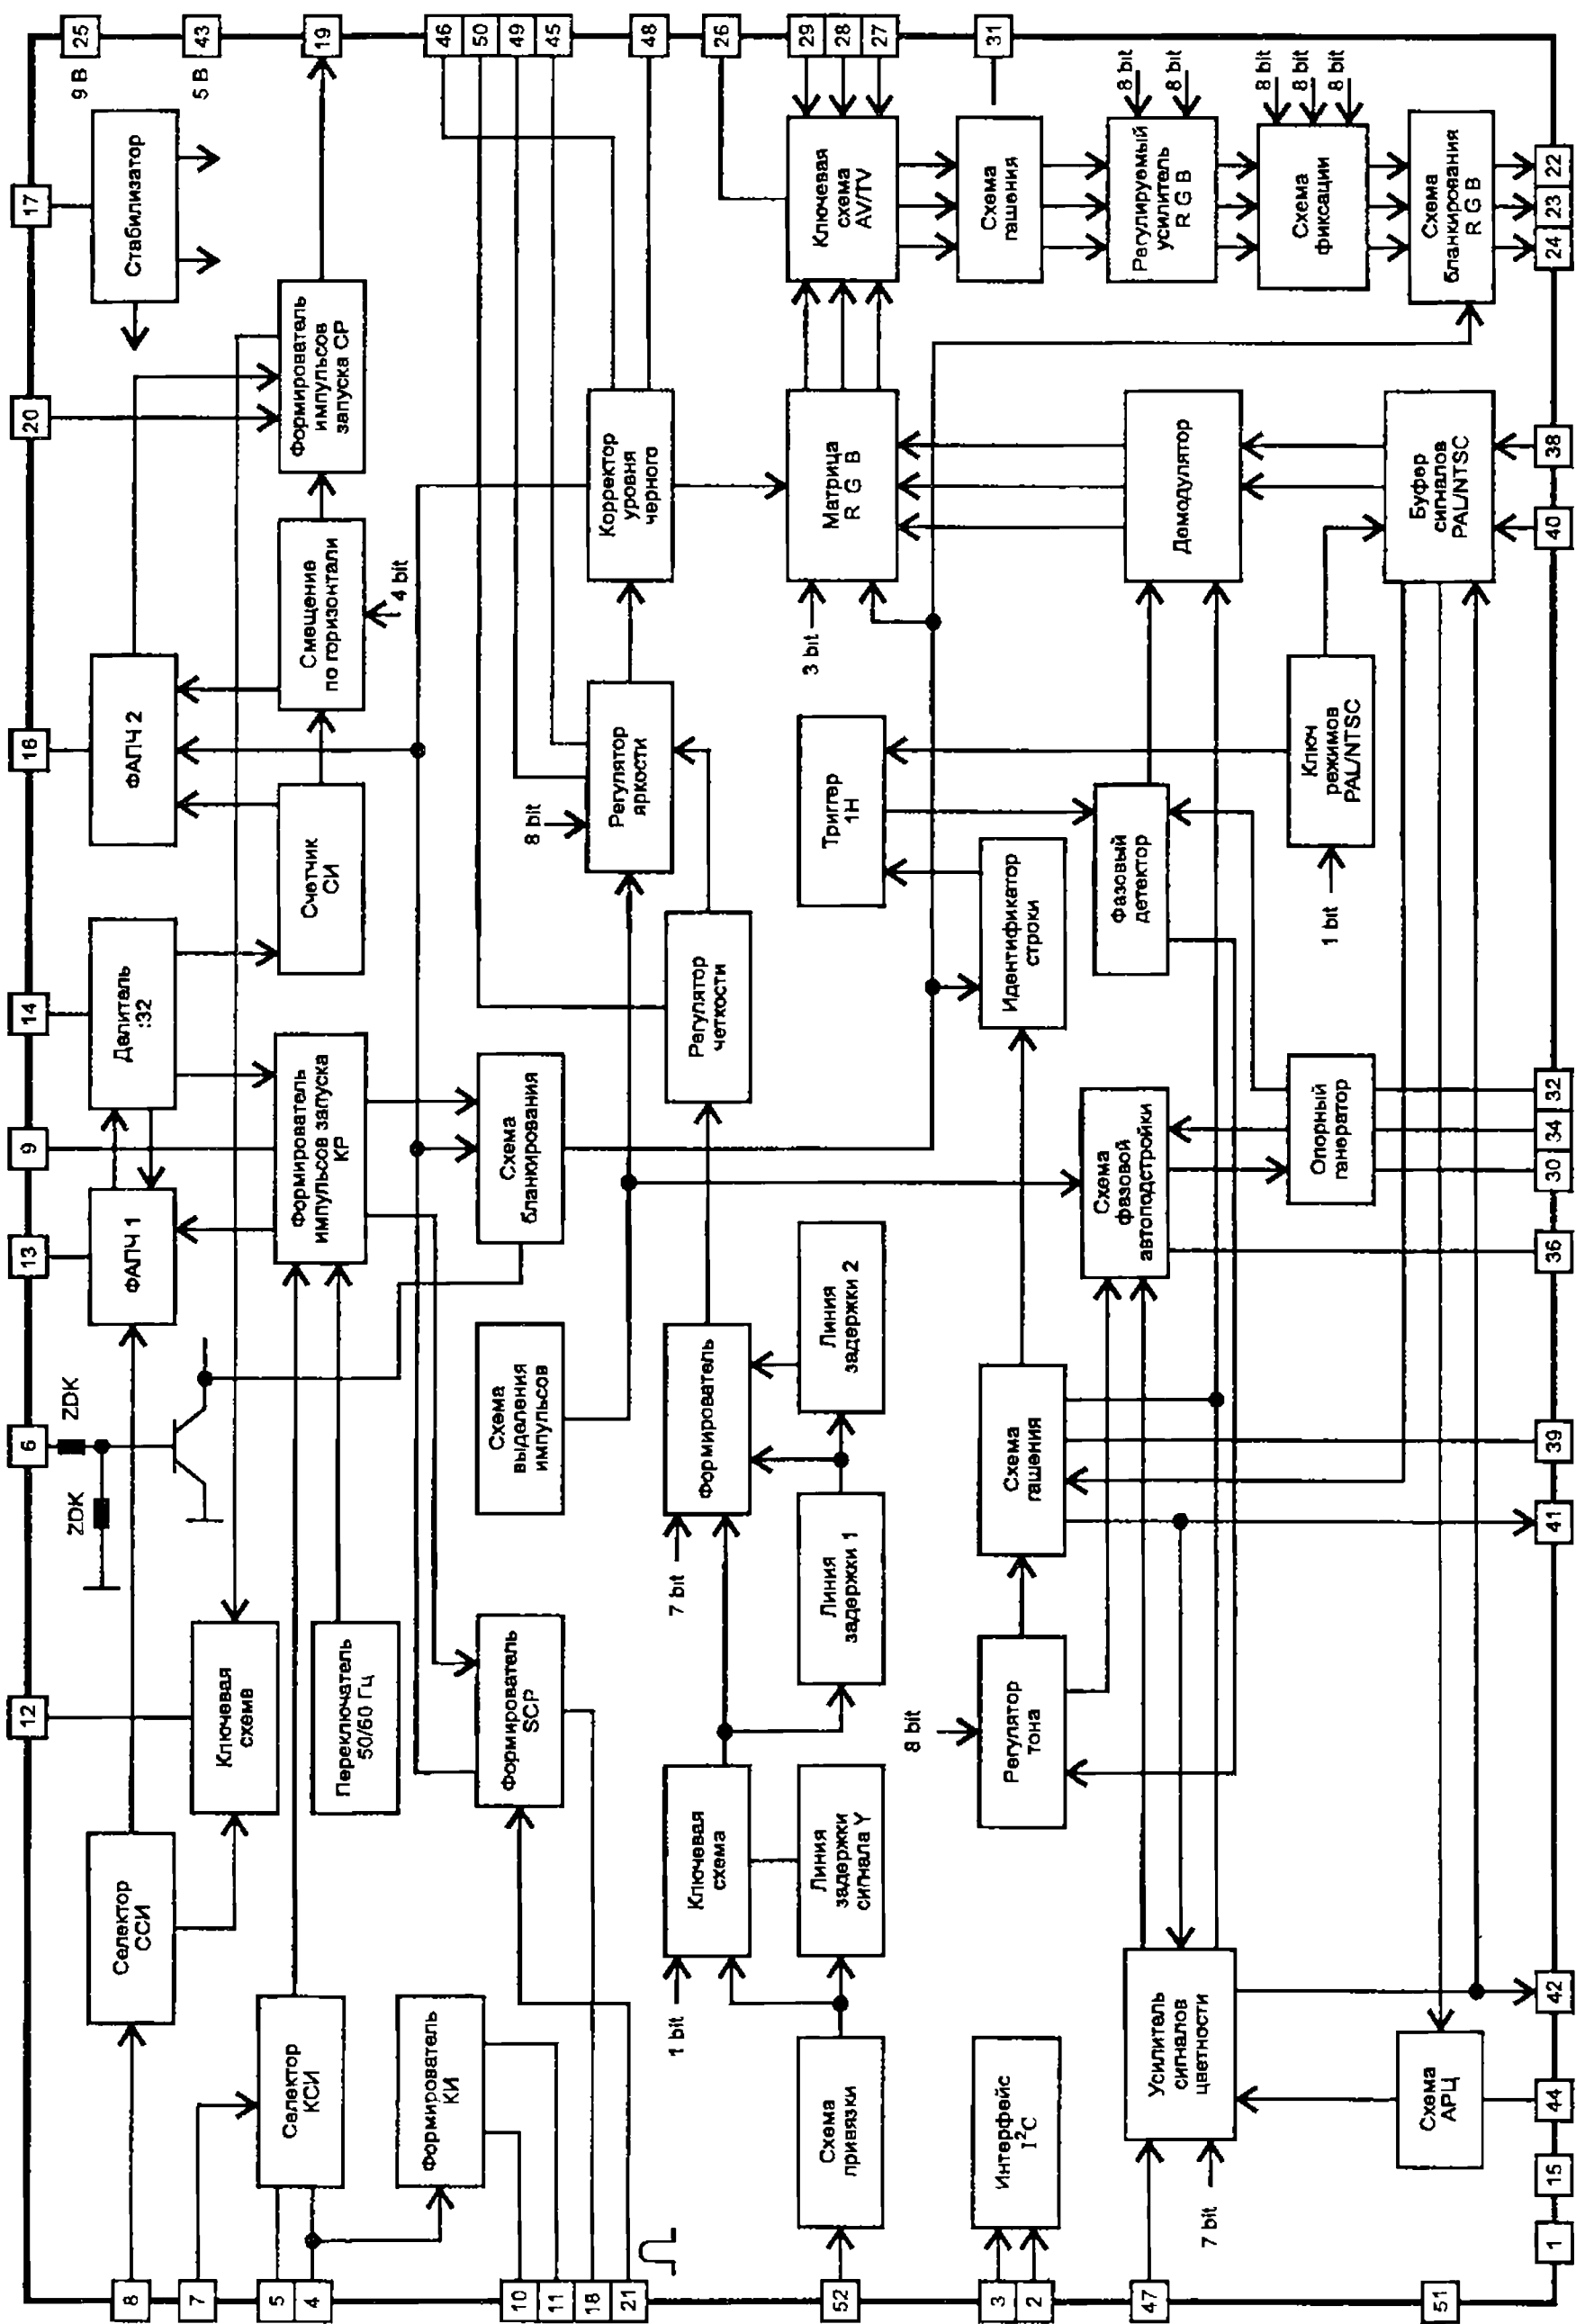 8
7
5
4
10
11
18
21
52
3
2
47
51
12
6
13
9
14
16
20
17
25
9 В
43
5 В
19
46
50
49
45
48
26
29
28
27
31
1
15
44
42
41
39
36
30
34
32
40
38
24
23
22
Селектор
ССИ
Ключевая
схема
ZDK
ZDK
ФАПЧ 1
Делитель
:32
ФАПЧ 2
Стабилизатор
Селектор
КСИ
Переключатель
50/60 Гц
Формирователь
импульсов запуска
КР
Счетчик
СИ
Смещение
по горизонтали
4 bit
Формирователь
импульсов
запуска СР
Формирователь
КИ
Формирователь
SCP
Схема
выделения
импульсов
Схема
бланкирования
8 bit
Регулятор
яркости
Корректор
уровня
черного
1 bit
Ключевая
схема
7 bit
Формирователь
Регулятор
четкости
Схема
привязки
Линия
задержки
сигнала Y
Линия
задержки 1
Линия
задержки 2
Триггер
1Н
3 bit
Матрица
R G B
Ключевая
схема
AV/TV
Интерфейс
I²C
8 bit
Регулятор
тона
Схема
гашения
Идентификатор
строки
Схема
гашения
Усилитель
сигналов
цветности
7 bit
Схема
фазовой
автоподстройки
Фазовый
детектор
Демодулятор
Регулируемый
усилитель
R G B
8 bit
8 bit
Опорный
генератор
1 bit
Ключ
режимов
PAL/NTSC
Схема
фиксации
8 bit
8 bit
8 bit
Схема
АРЦ
Буфер
сигналов
PAL/NTSC
Схема
бланкирования
R G B